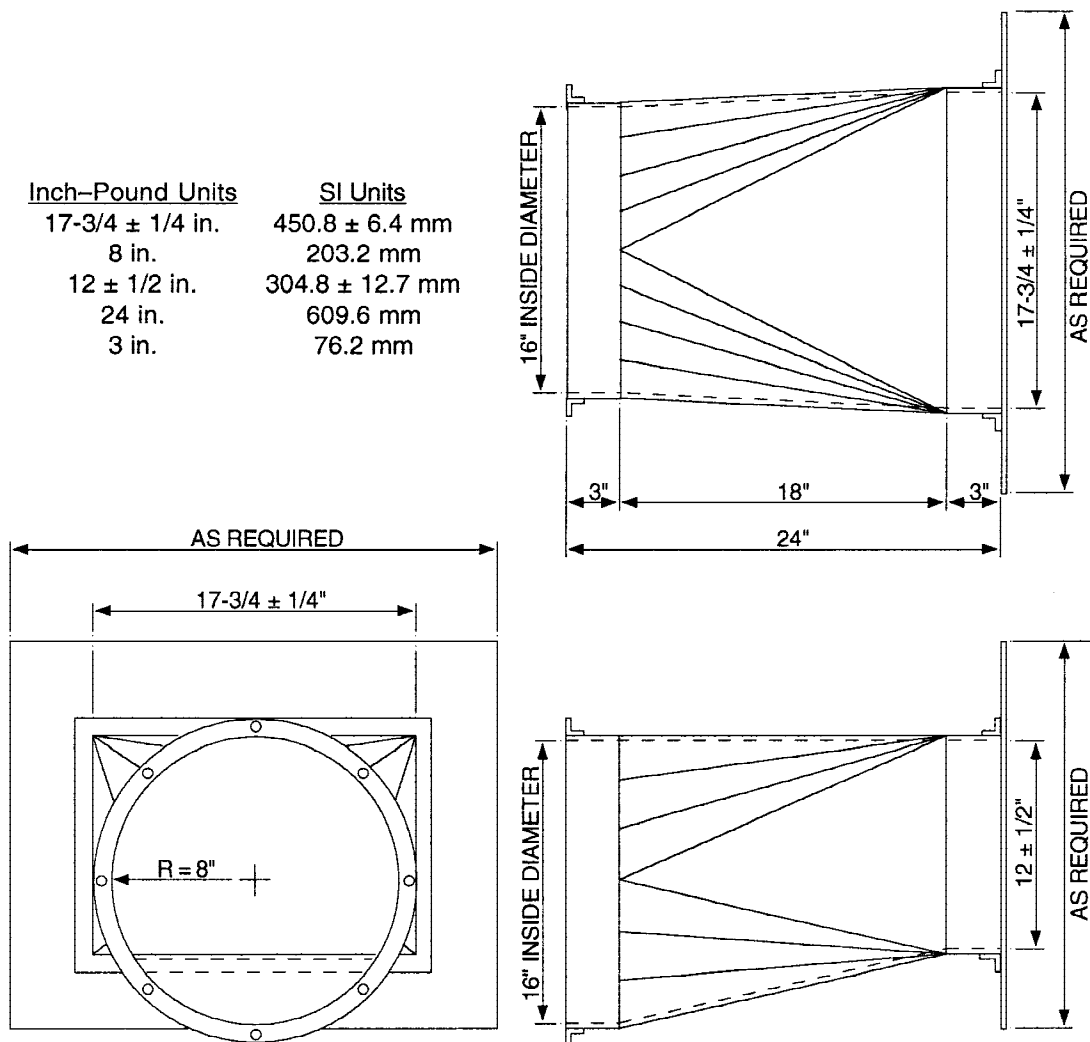 Inch–Pound Units SI Units
17-3/4 ± 1/4 in. 450.8 ± 6.4 mm
8 in. 203.2 mm
12 ± 1/2 in. 304.8 ± 12.7 mm
24 in. 609.6 mm
3 in. 76.2 mm
16" INSIDE DIAMETER
17-3/4 ± 1/4"
AS REQUIRED
3" 18" 3"
24"
AS REQUIRED
17-3/4 ± 1/4"
R = 8"
16" INSIDE DIAMETER
12 ± 1/2"
AS REQUIRED